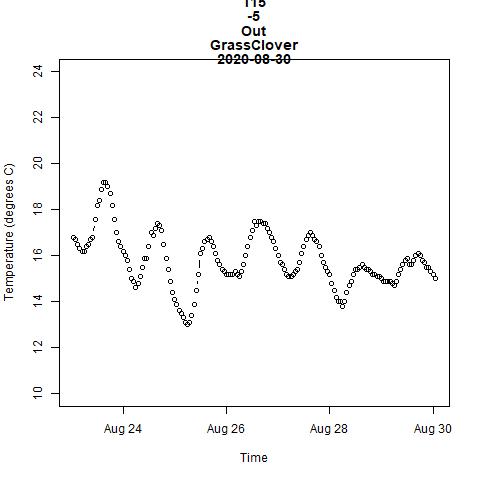 T15
-5
Out
GrassClover
2020-08-30
Temperature (degrees C)
24
22
20
18
16
14
12
10
Aug 24
Aug 26
Aug 28
Aug 30
Time